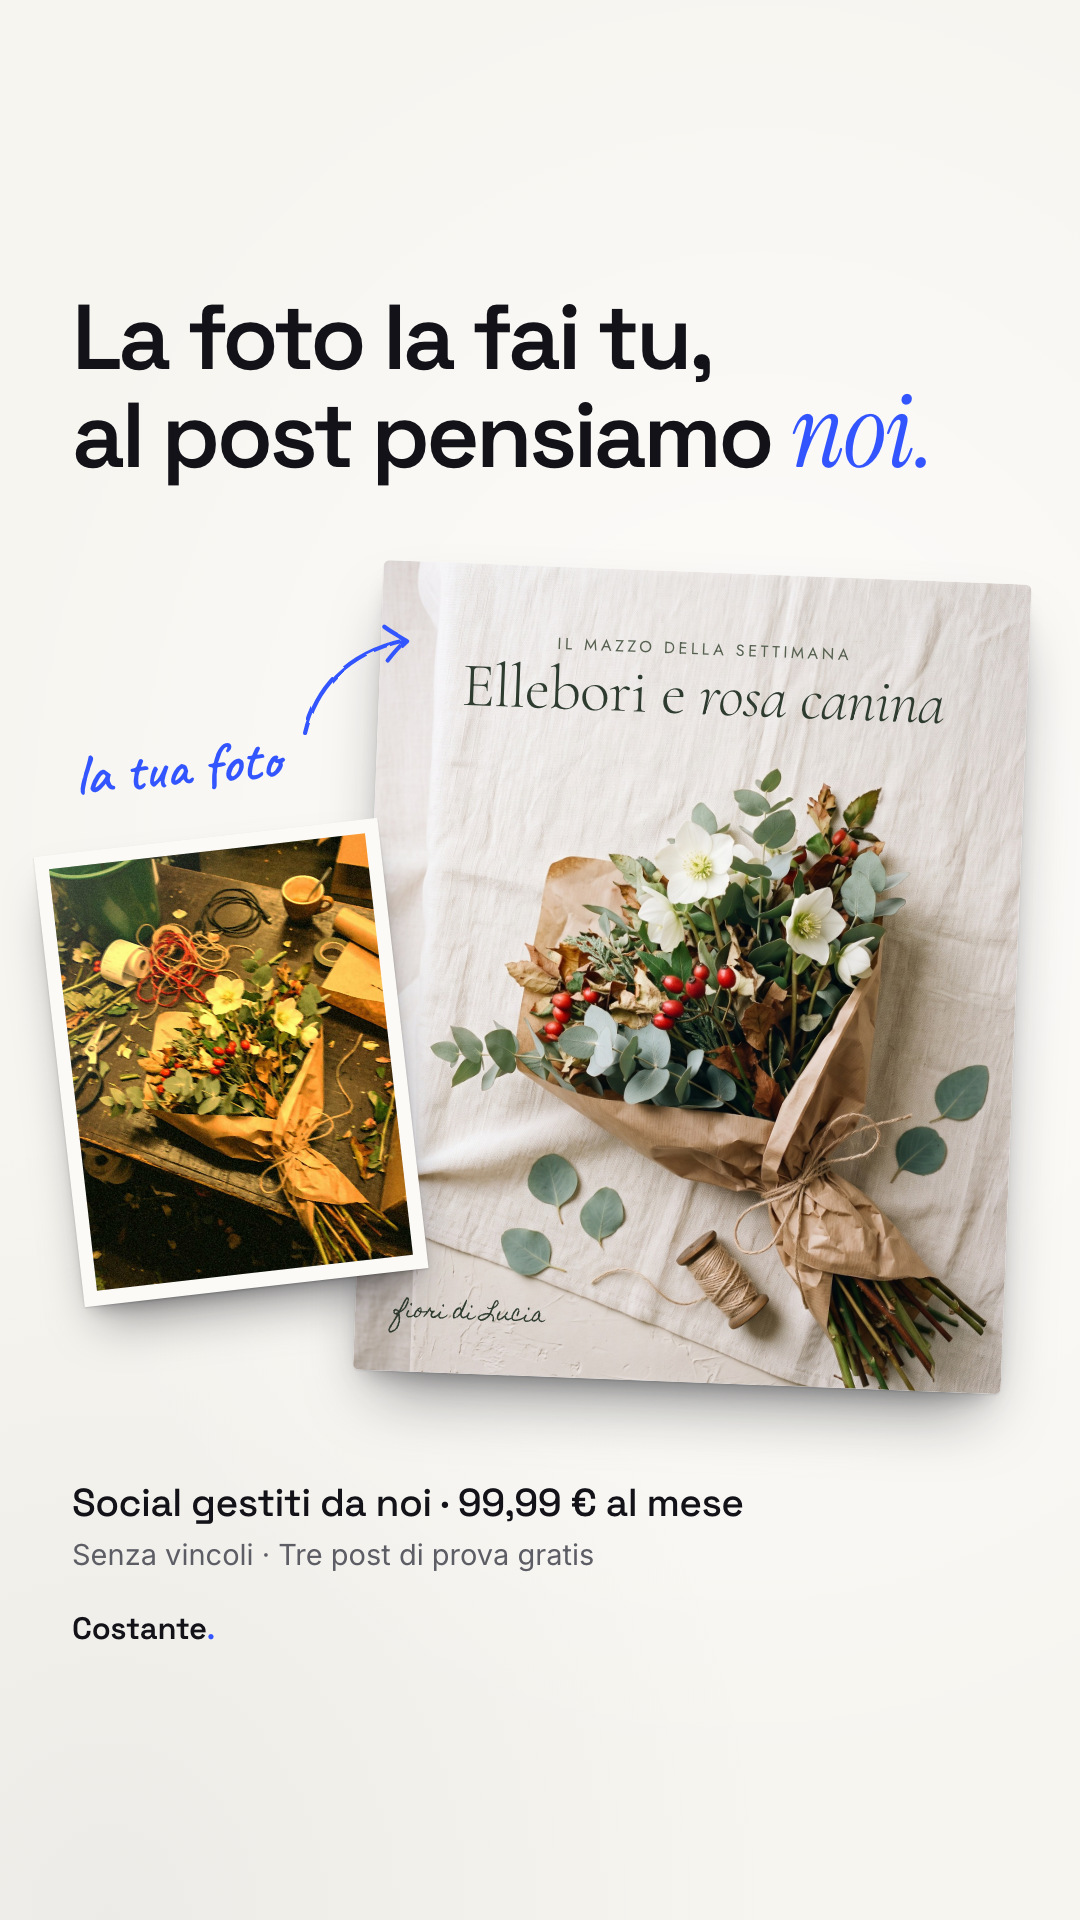 La foto la fai tu,
al post pensiamo noi.
IL MAZZO DELLA SETTIMANA
Ellebori e rosa canina
la tua foto
fiori di Lucia
Social gestiti da noi · 99,99 € al mese
Senza vincoli · Tre post di prova gratis
Costante.